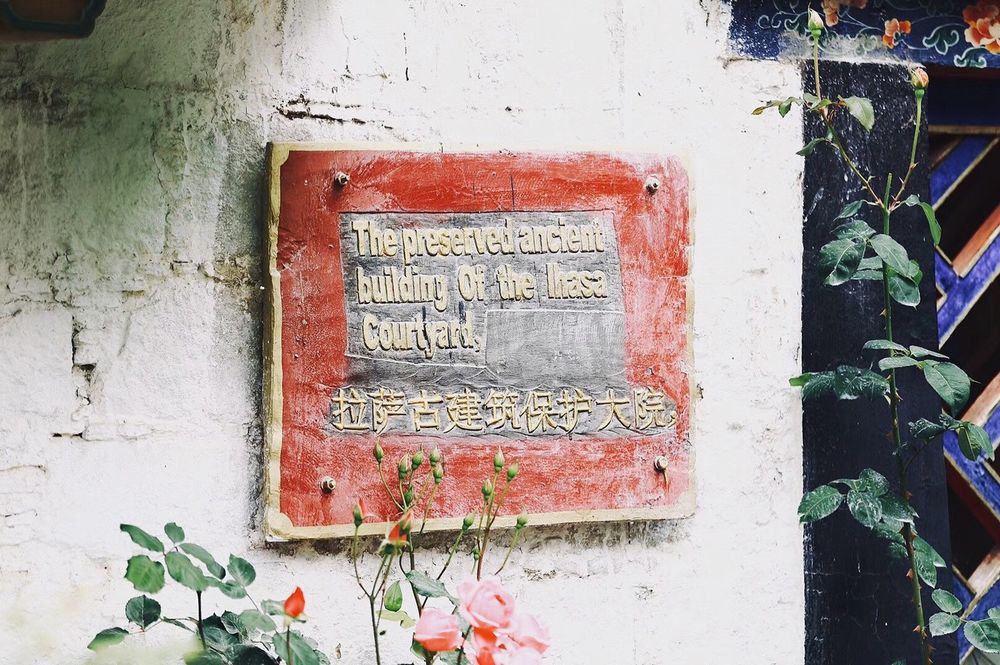 The preserved ancient
building Of the lhasa
Courtyard,
拉萨古建筑保护大院。